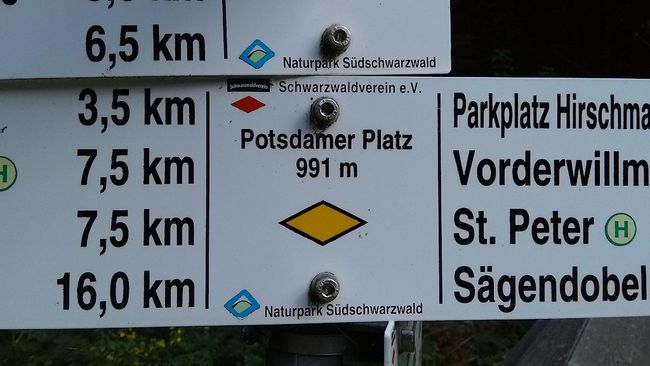 6,5 km
Naturpark Südschwarzwald
Schwarzwaldverein
Schwarzwaldverein e.V.
3,5 km
7,5 km
7,5 km
16,0 km
Potsdamer Platz
991 m
Naturpark Südschwarzwald
Parkplatz Hirschma
Vorderwillm
St. Peter H
Sägendobel